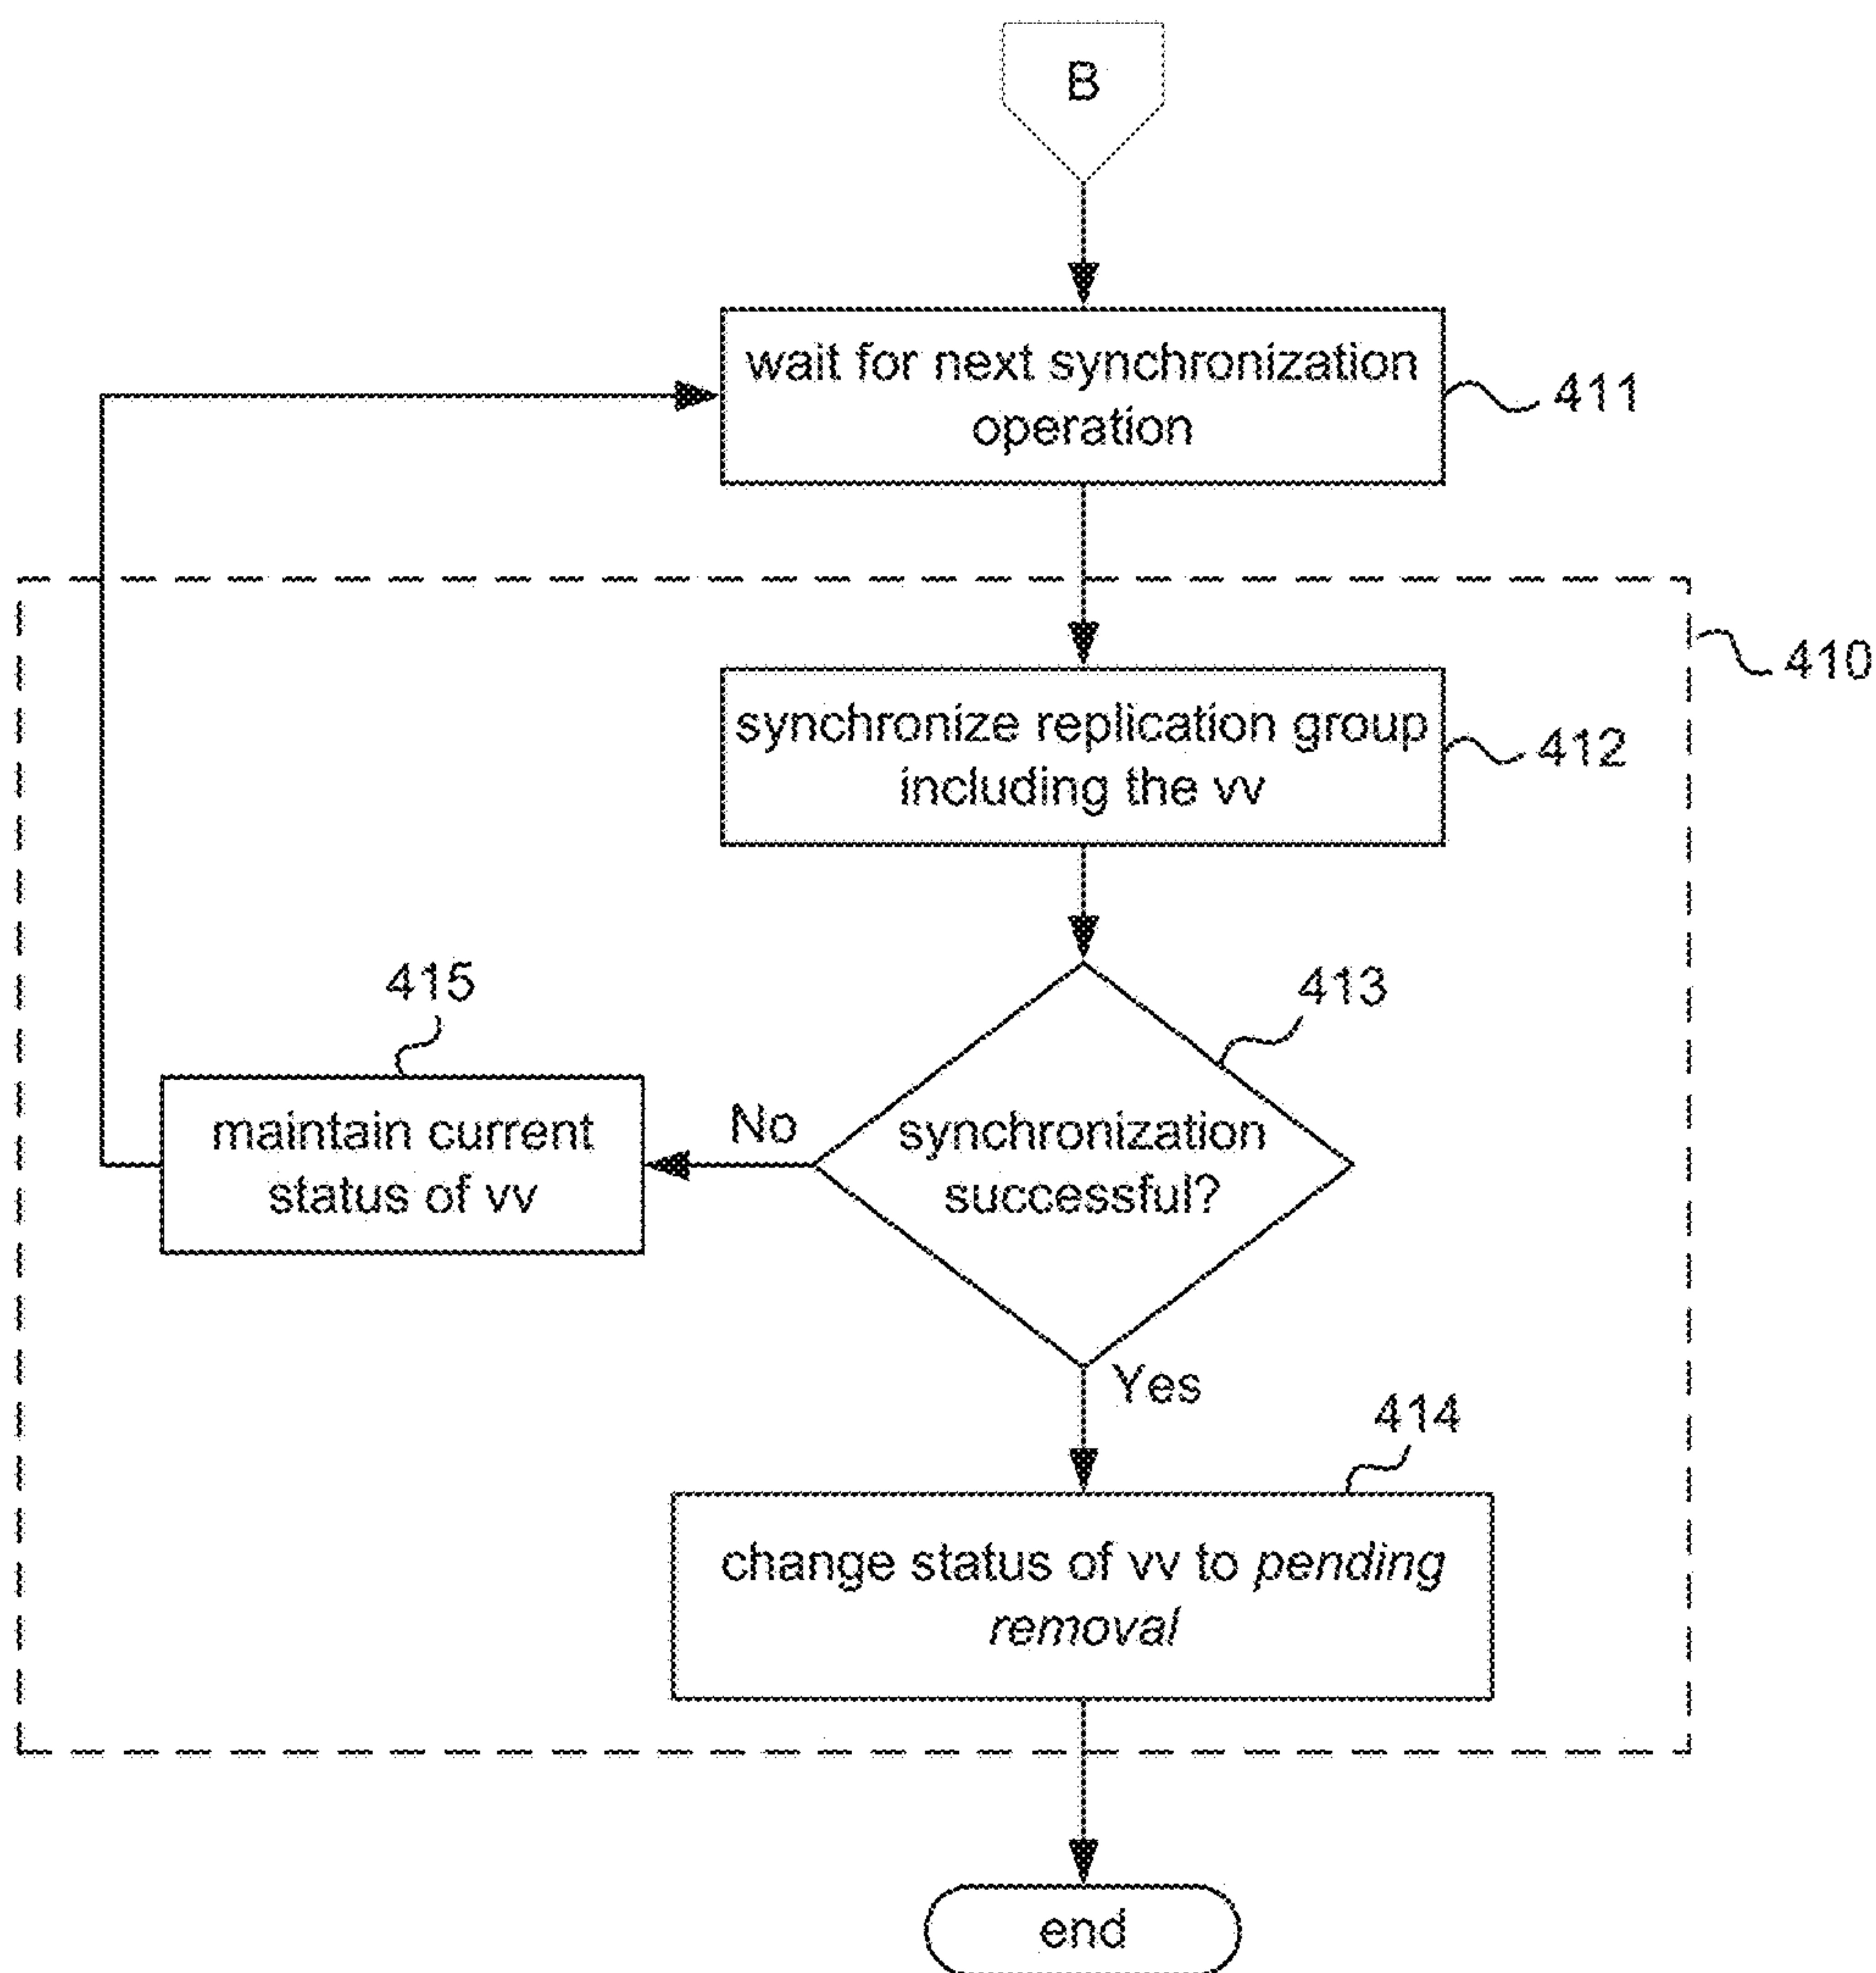 B
wait for next synchronization
operation
411
410
synchronize replication group
including the vv
412
415
413
maintain current
status of vv
No
synchronization
successful?
Yes
414
change status of vv to pending
removal
end